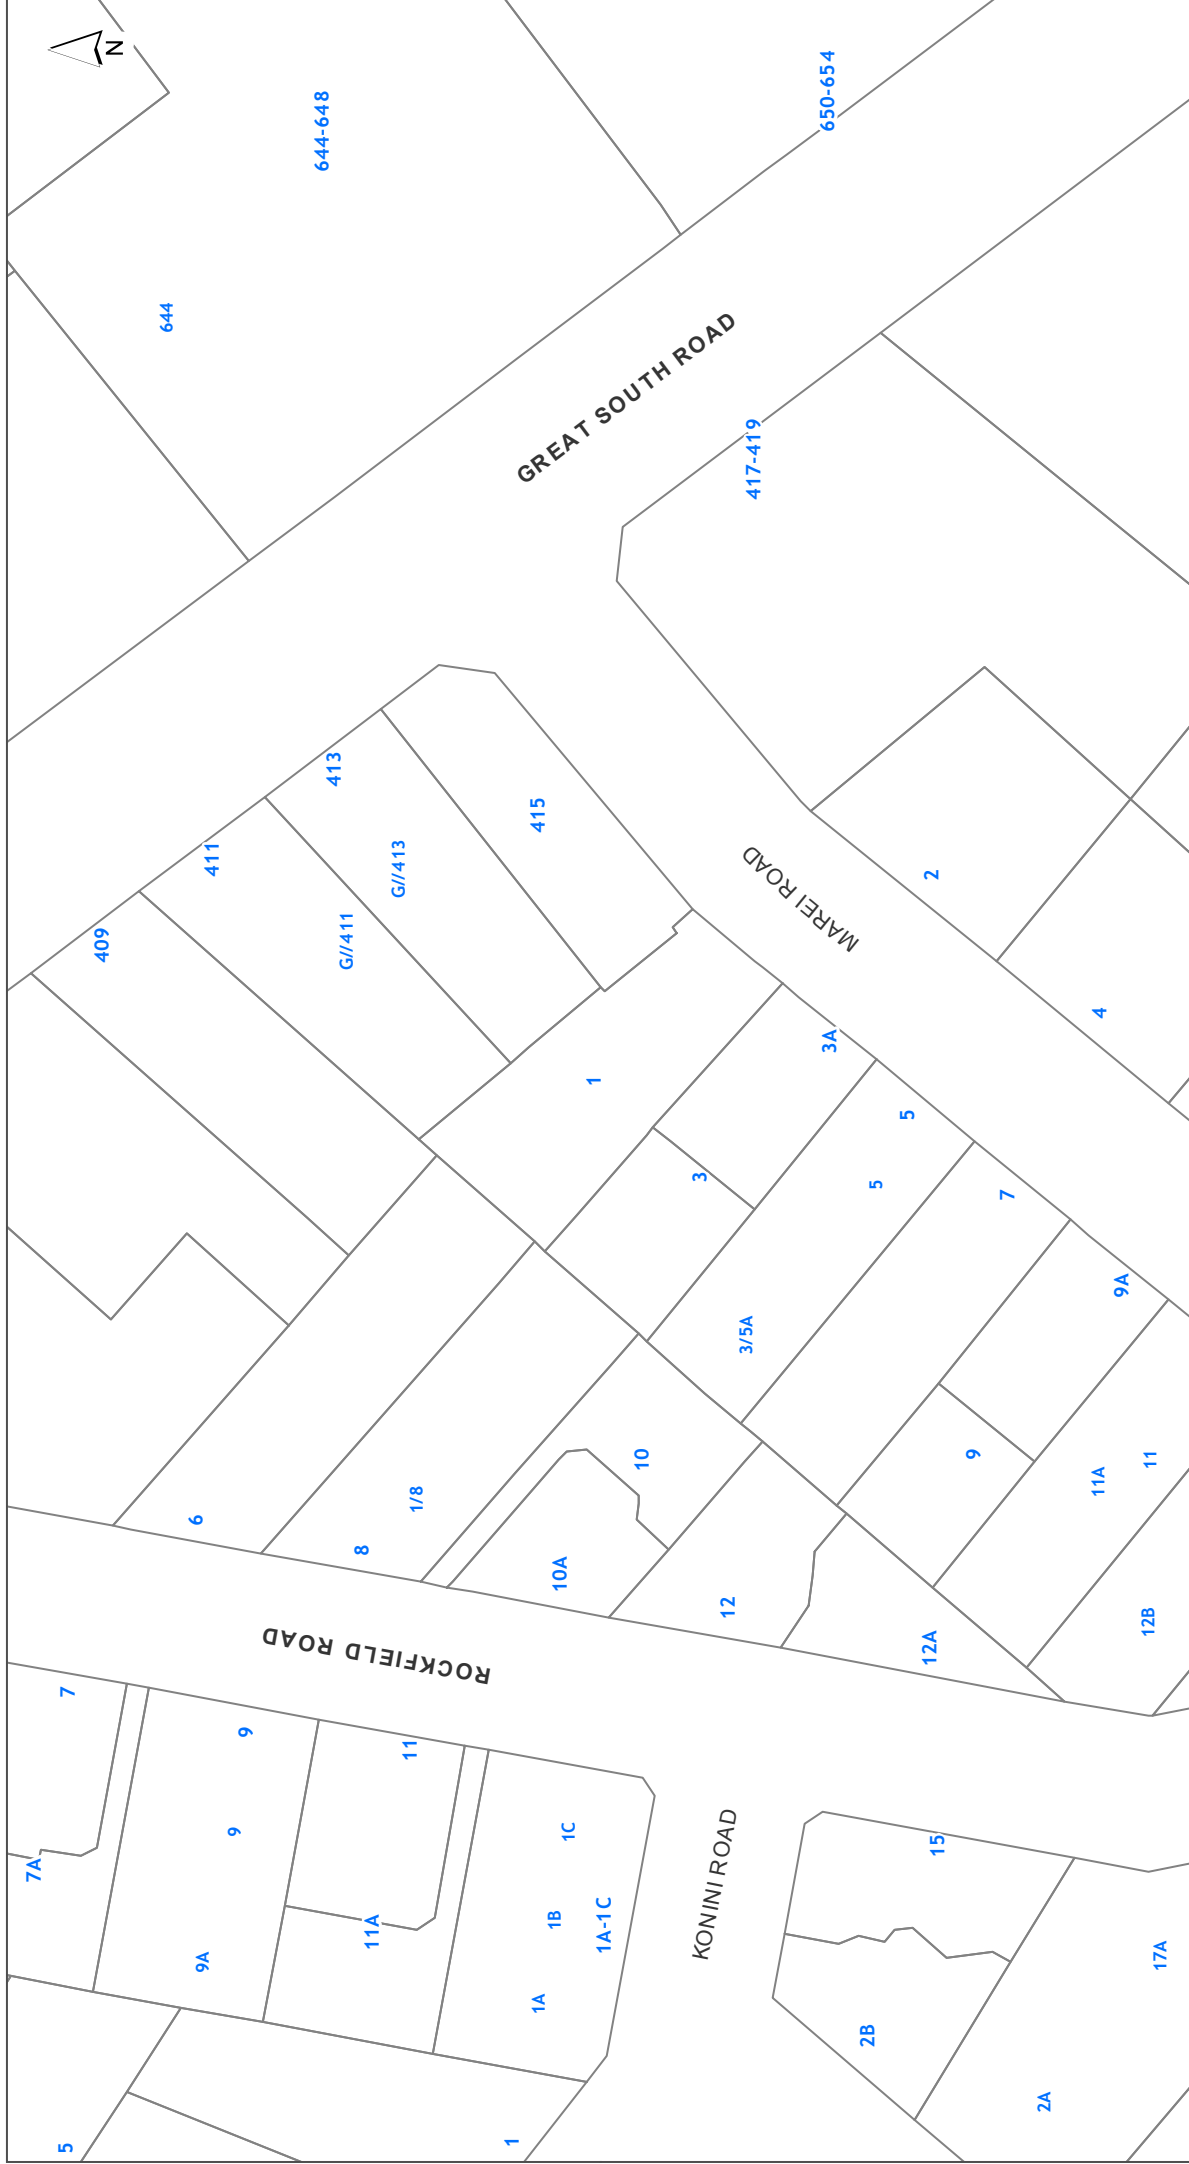 N
644-648
650-654
644
GREAT SOUTH ROAD
417-419
413
415
411
G//413
409
G//411
MAREI ROAD
2
4
1
3A
3
5
5
7
9A
3/5A
10
9
11A
11
6
1/8
8
10A
12
12A
12B
ROCKFIELD ROAD
7
9
11
7A
9
1C
15
KONINI ROAD
11A
1B
1A-1C
9A
1A
17A
2B
2A
5
1